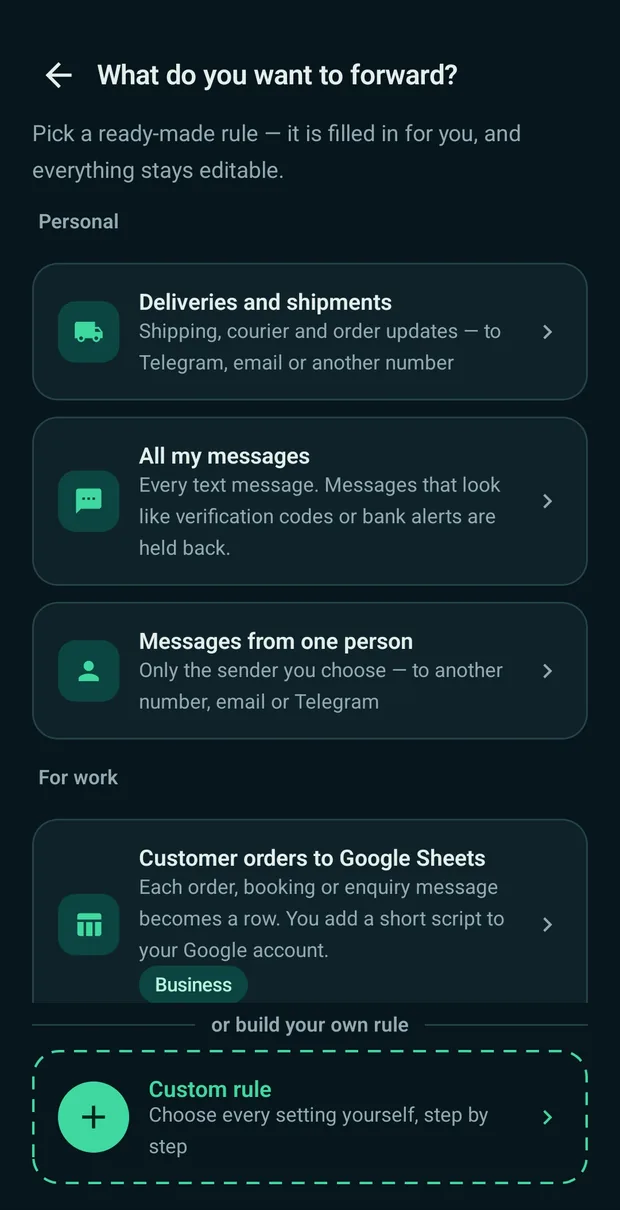 What do you want to forward?
Pick a ready-made rule — it is filled in for you, and
everything stays editable.
Personal
Deliveries and shipments
Shipping, courier and order updates — to
Telegram, email or another number
All my messages
Every text message. Messages that look
like verification codes or bank alerts are
held back.
Messages from one person
Only the sender you choose — to another
number, email or Telegram
For work
Customer orders to Google Sheets
Each order, booking or enquiry message
becomes a row. You add a short script to
your Google account.
Business
or build your own rule
Custom rule
Choose every setting yourself, step by
step